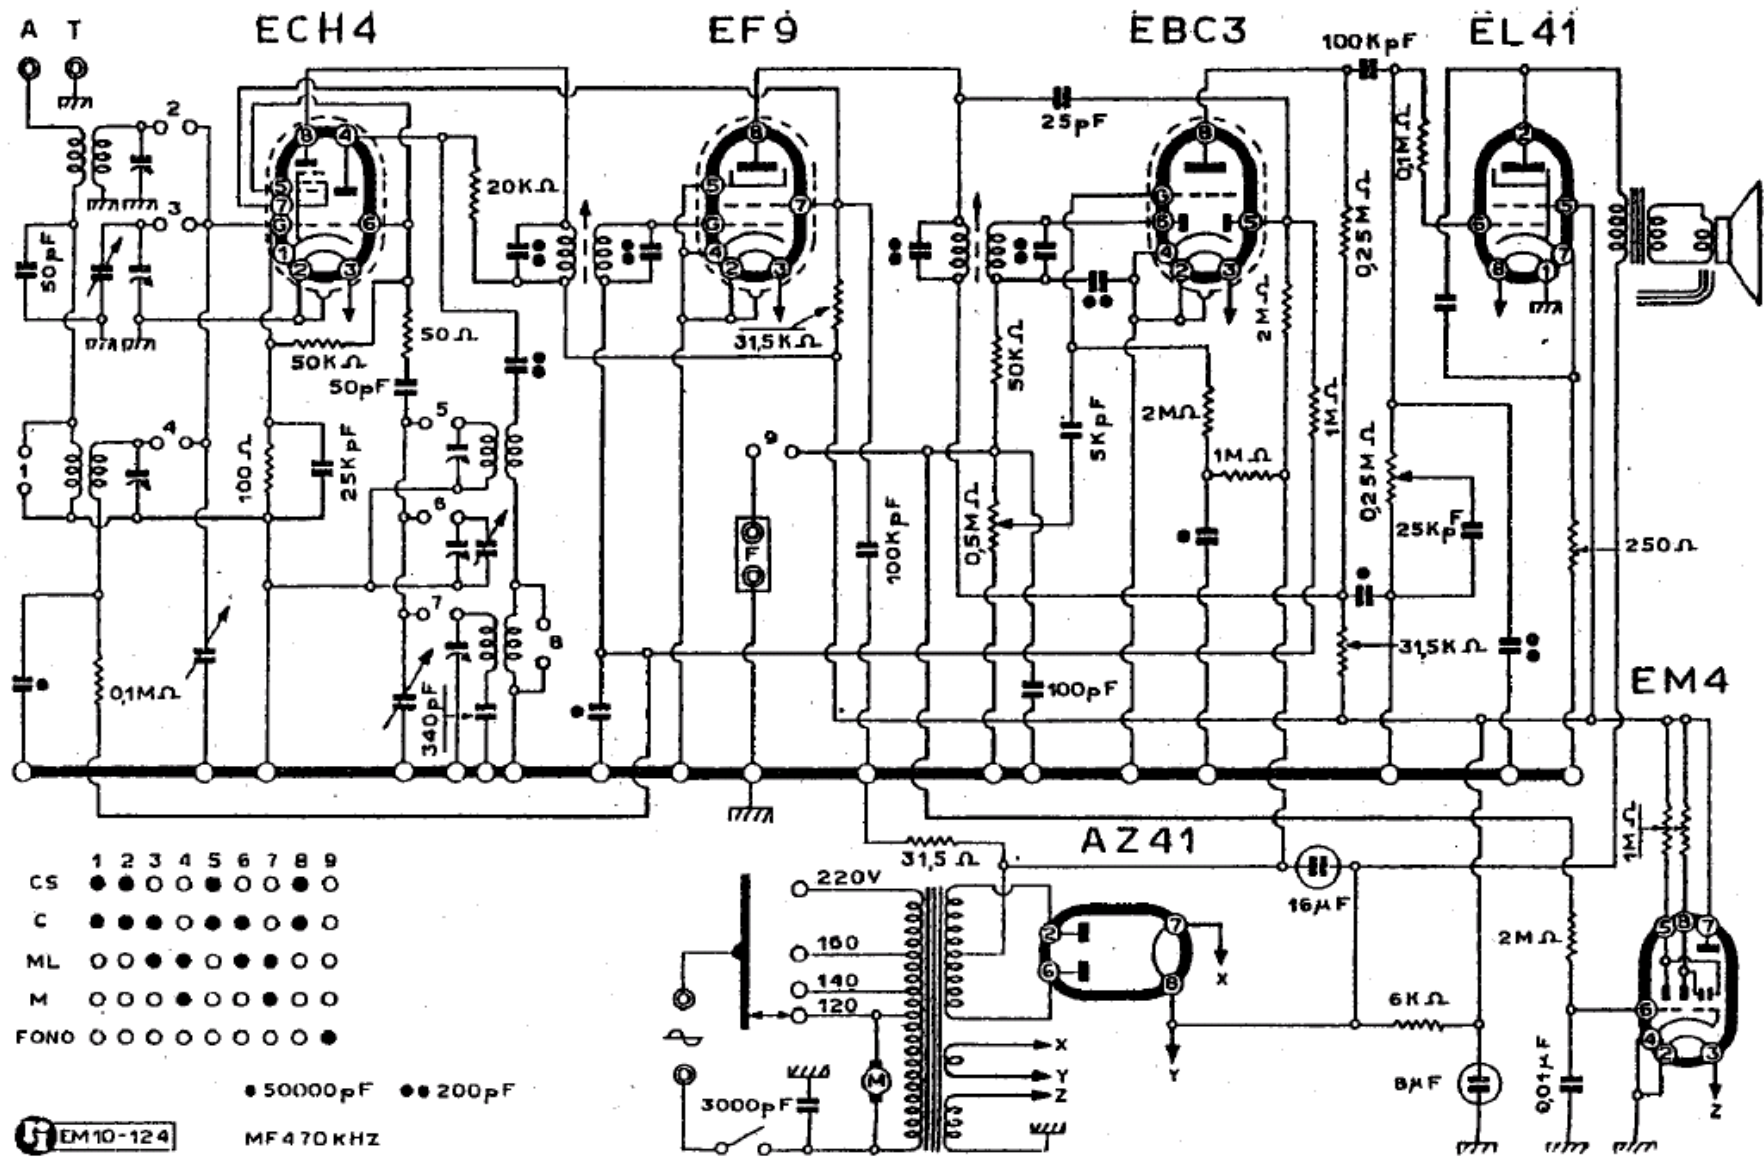 A T
ECH4
EF9
EBC3
100KpF
EL41
2
3
50pF
20KΩ
25pF
0,1MΩ
0,25MΩ
50KΩ
50Ω
50pF
31,5KΩ
50KΩ
2MΩ
5KpF
2MΩ
1MΩ
1MΩ
1
4
100Ω
25KpF
5
6
7
8
9
F
100KpF
0,5MΩ
0,25MΩ
25KpF
250Ω
0,1MΩ
340pF
100pF
31,5KΩ
EM4
1 2 3 4 5 6 7 8 9
CS
C
ML
M
FONO
31,5 Ω
AZ41
16µF
1MΩ
220V
160
140
120
2MΩ
6KΩ
X
Y
X
Y
Z
M
3000pF
8µF
0,01µF
Z
50000pF
200pF
EM10-124
MF 470 KHZ